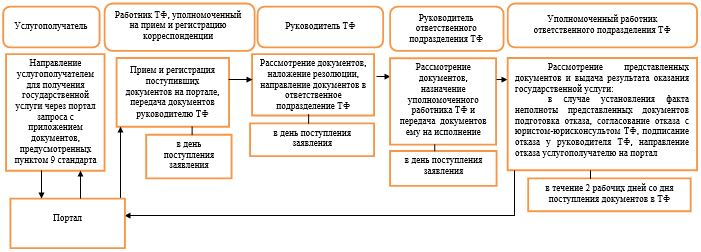 Услугополучатель
Работник ТФ, уполномоченный
на прием и регистрацию
корреспонденции
Руководитель ТФ
Руководитель
ответственного
подразделения ТФ
Уполномоченный работник
ответственного подразделения ТФ
Направление
услугополучателем
для получения
государственной
услуги через портал
запроса с
приложением
документов,
предусмотренных
пунктом 9 стандарта
Прием и регистрация
поступивших
документов на портале,
передача документов
руководителю ТФ
в день
поступления
заявления
Рассмотрение документов,
наложение резолюции,
направление документов в
ответственное
подразделение ТФ
в день поступления
заявления
Рассмотрение
документов,
назначение
уполномоченного
работника ТФ и
передача документов
ему на исполнение
в день поступления
заявления
Рассмотрение представленных
документов и выдача результата оказания
государственной услуги:
в случае установления факта
неполноты представленных документов
подготовка отказа, согласование отказа с
юристом-юрисконсультом ТФ, подписание
отказа у руководителя ТФ, направление
отказа услугополучателю на портал
в течение 2 рабочих дней со дня
поступления документов в ТФ
Портал